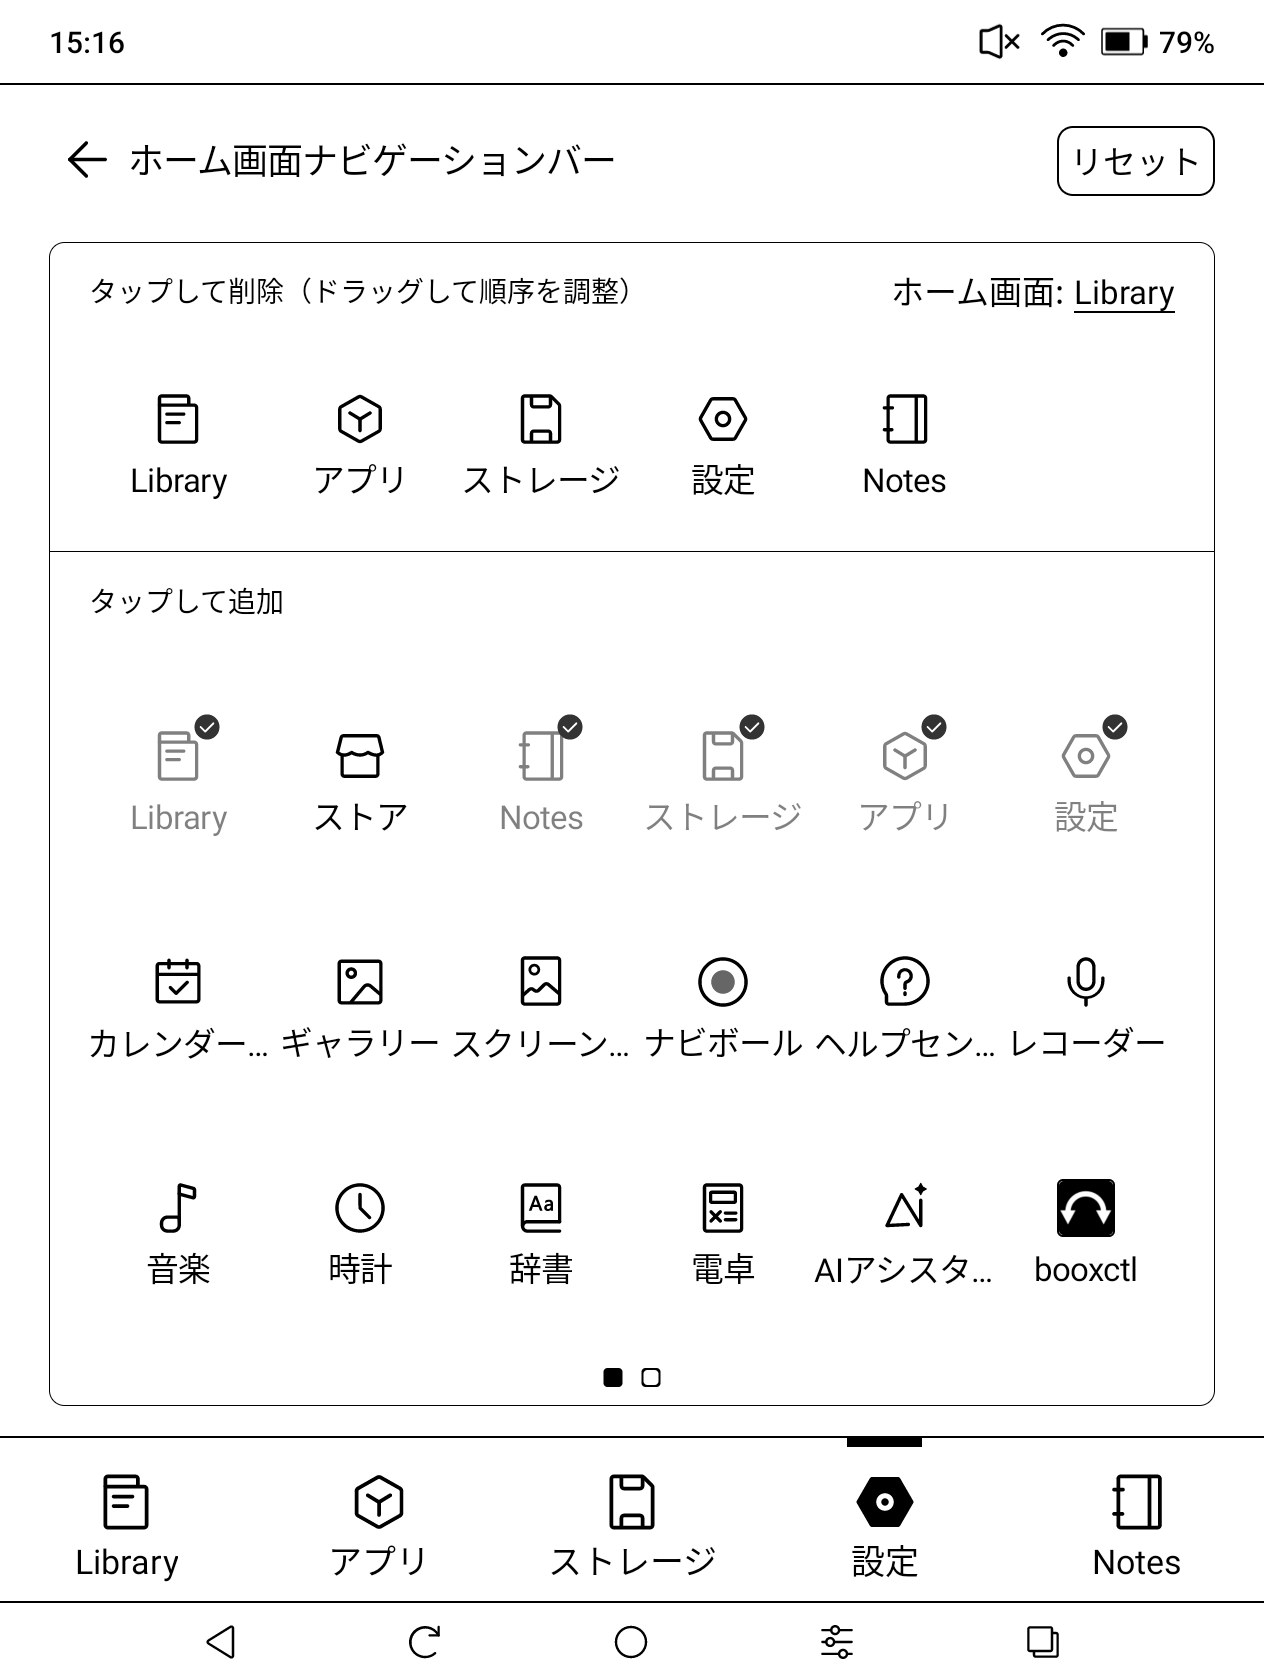 15:16 79%
ホーム画面ナビゲーションバー リセット
タップして削除（ドラッグして順序を調整） ホーム画面: Library
Library アプリ ストレージ 設定 Notes
タップして追加
Library ストア Notes ストレージ アプリ 設定
カレンダー... ギャラリー スクリーン... ナビボール ヘルプセン... レコーダー
Aa
音楽 時計 辞書 電卓 AIアシスタ... booxctl
Library アプリ ストレージ 設定 Notes